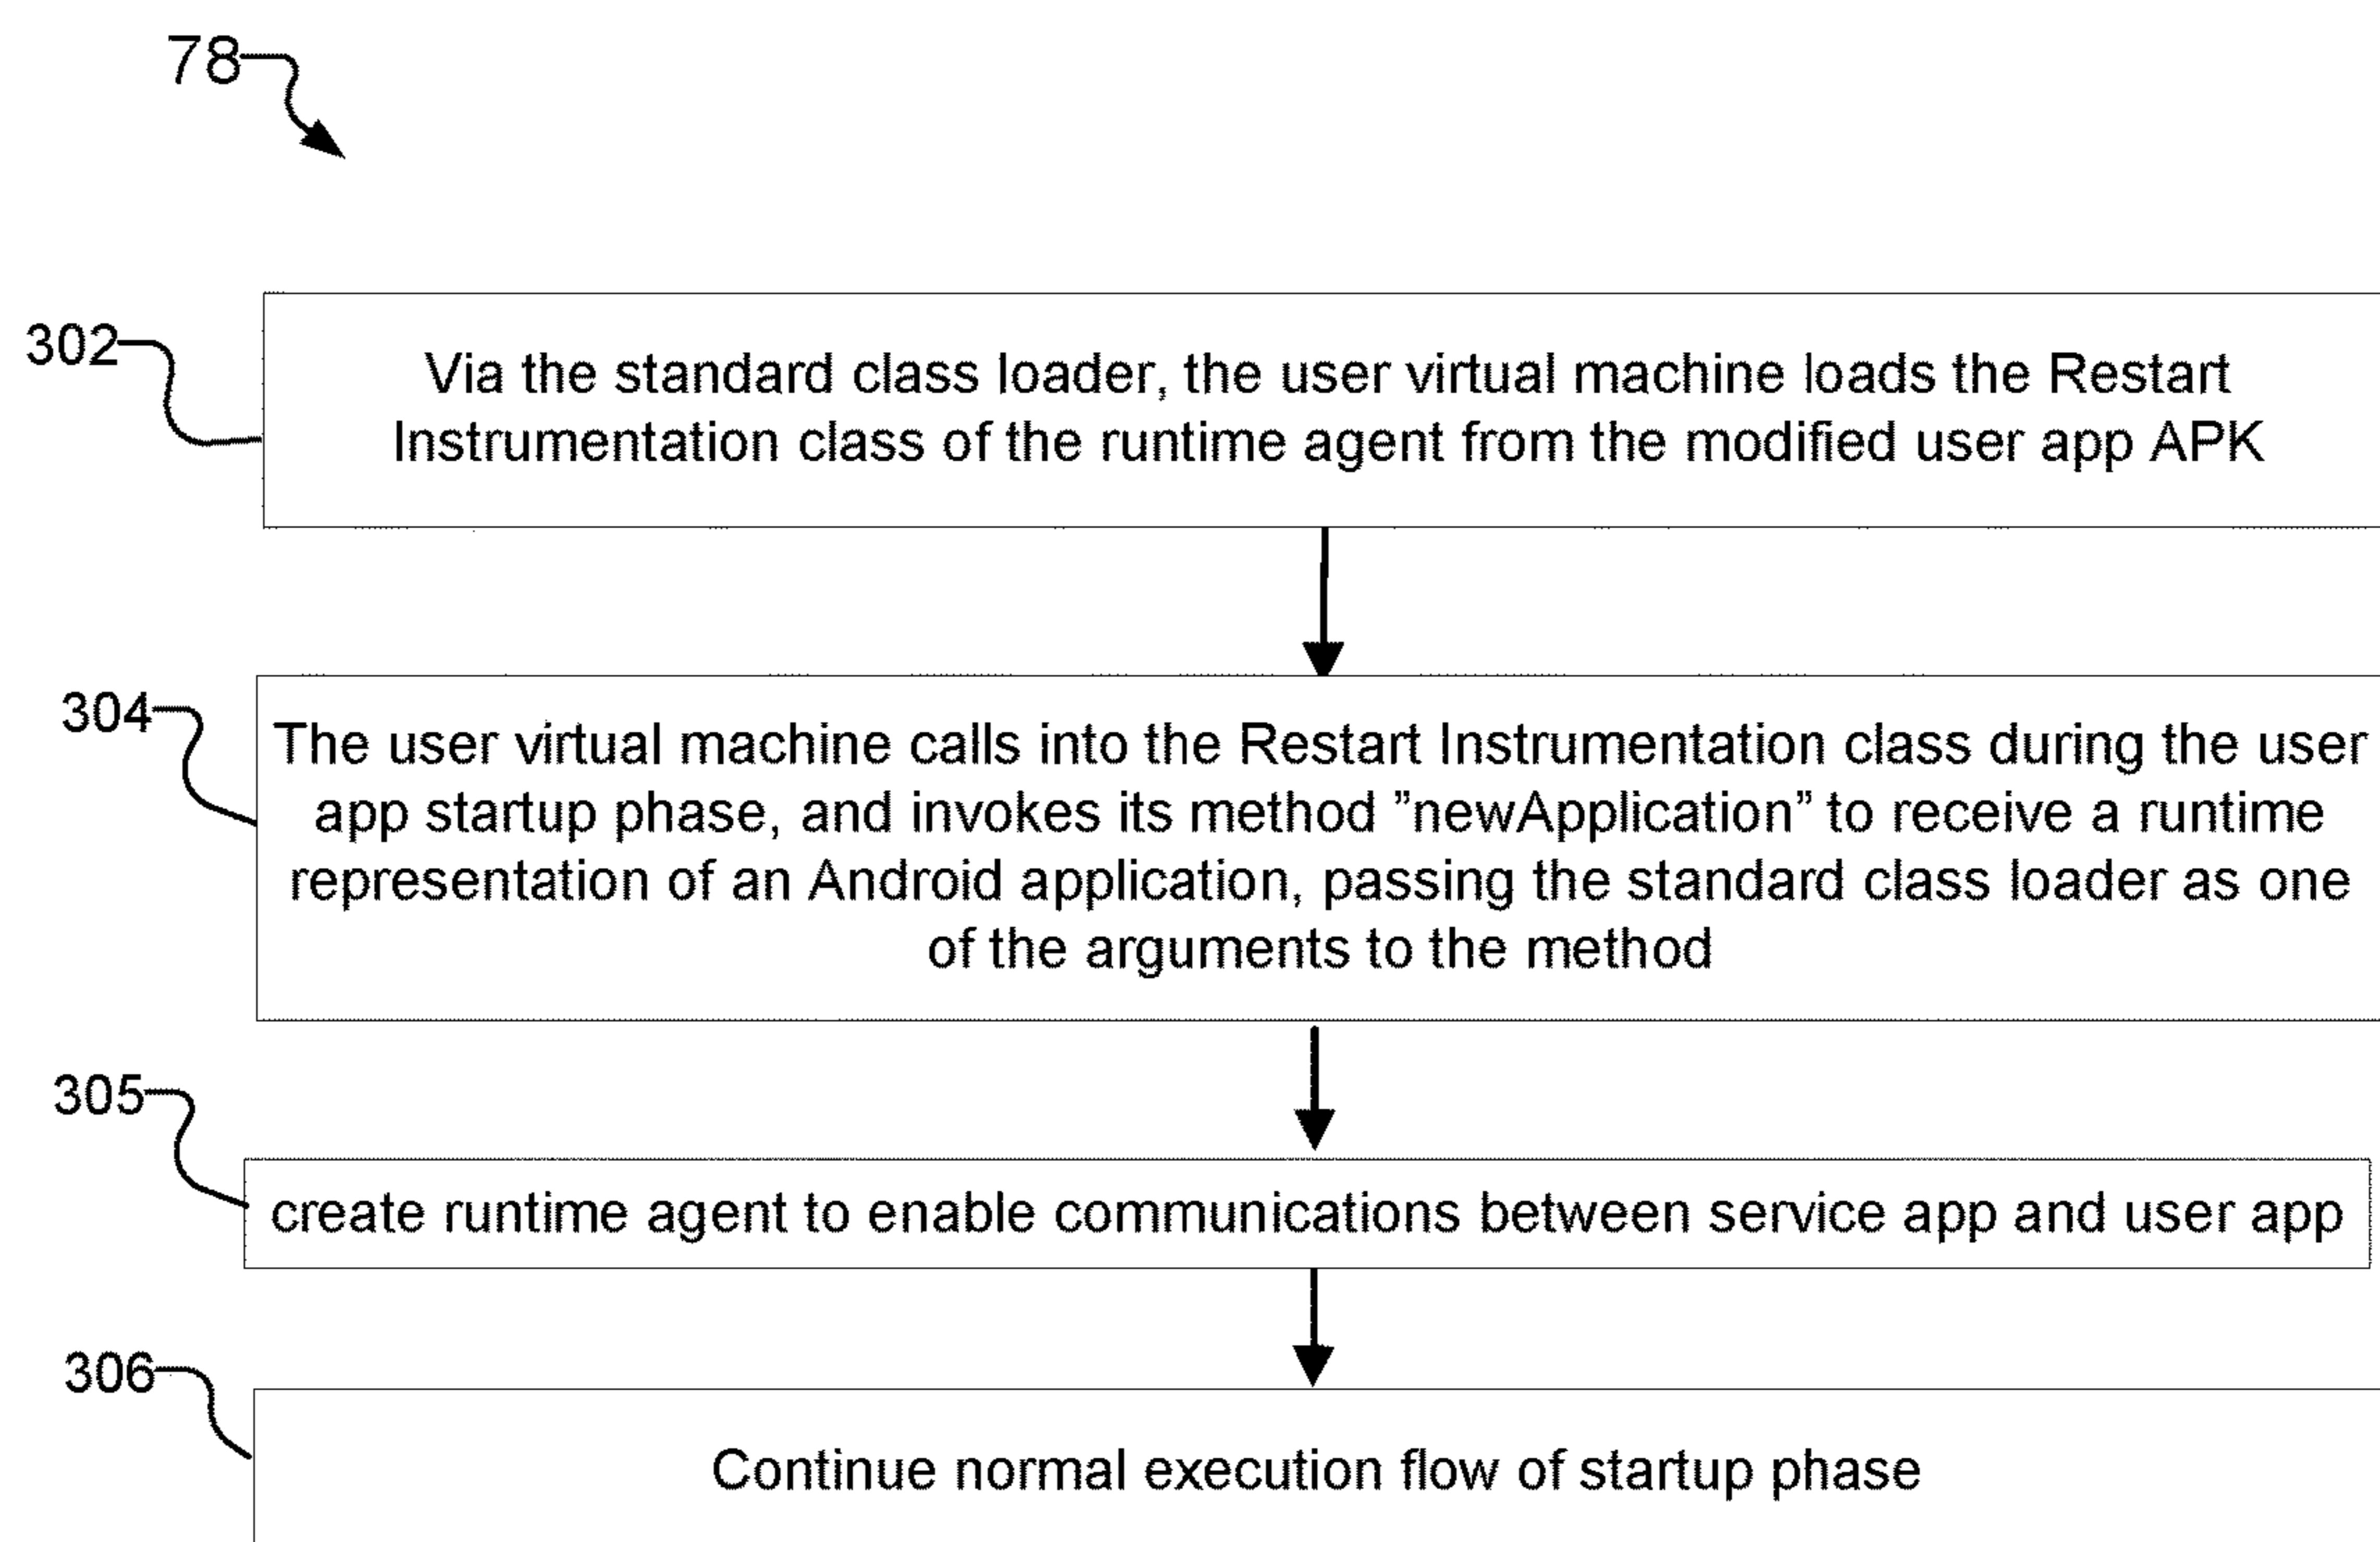 78
302
Via the standard class loader, the user virtual machine loads the Restart
Instrumentation class of the runtime agent from the modified user app APK
304
The user virtual machine calls into the Restart Instrumentation class during the user
app startup phase, and invokes its method ”newApplication” to receive a runtime
representation of an Android application, passing the standard class loader as one
of the arguments to the method
305
create runtime agent to enable communications between service app and user app
306
Continue normal execution flow of startup phase